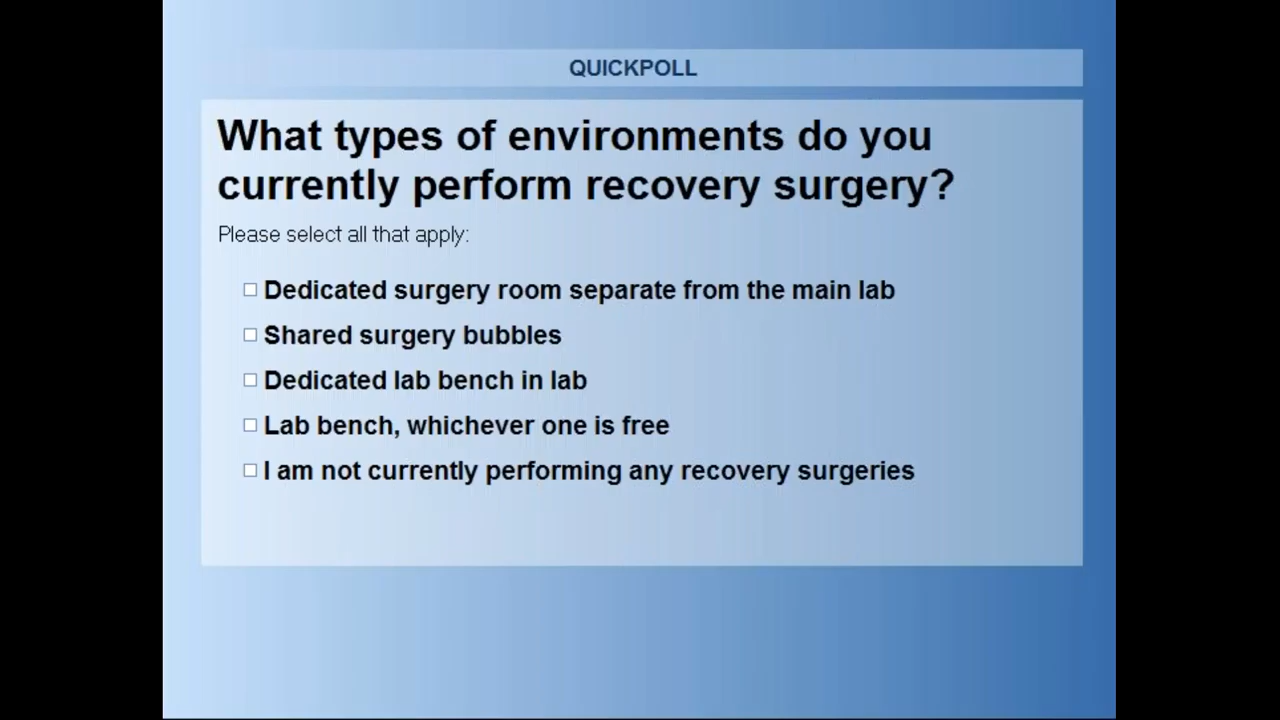 QUICKPOLL
What types of environments do you
currently perform recovery surgery?
Please select all that apply:
Dedicated surgery room separate from the main lab
Shared surgery bubbles
Dedicated lab bench in lab
Lab bench, whichever one is free
I am not currently performing any recovery surgeries